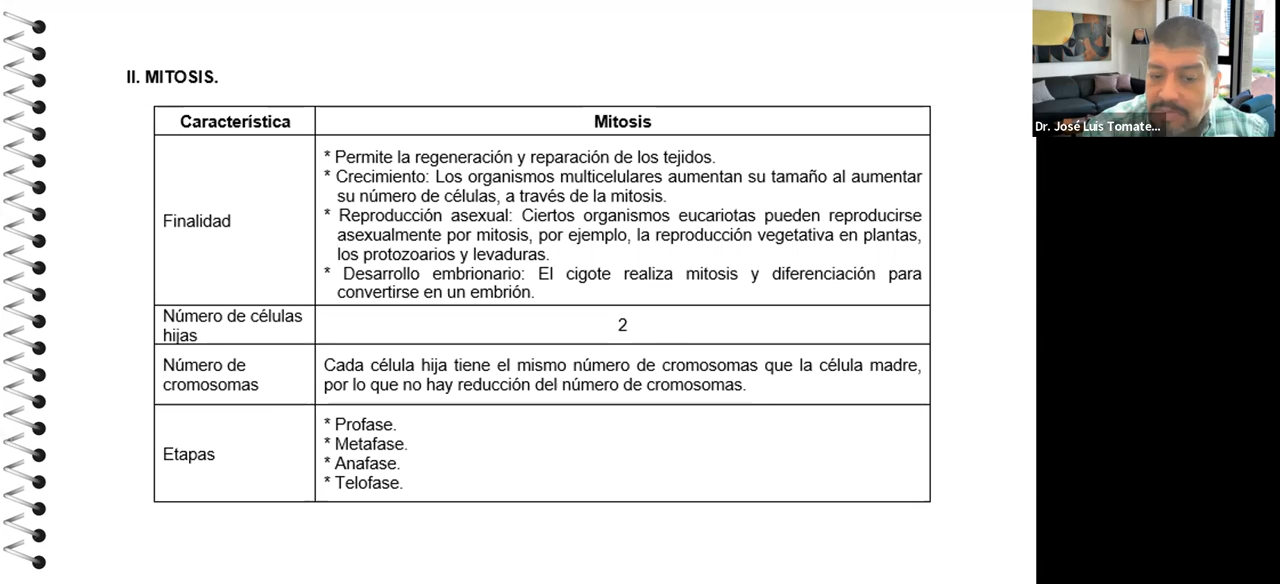 II. MITOSIS.
Característica
Mitosis
Finalidad
* Permite la regeneración y reparación de los tejidos.
* Crecimiento: Los organismos multicelulares aumentan su tamaño al aumentar
su número de células, a través de la mitosis.
* Reproducción asexual: Ciertos organismos eucariotas pueden reproducirse
asexualmente por mitosis, por ejemplo, la reproducción vegetativa en plantas,
los protozoarios y levaduras.
* Desarrollo embrionario: El cigote realiza mitosis y diferenciación para
convertirse en un embrión.
Número de células
hijas
2
Número de
cromosomas
Cada célula hija tiene el mismo número de cromosomas que la célula madre,
por lo que no hay reducción del número de cromosomas.
Etapas
* Profase.
* Metafase.
* Anafase.
* Telofase.
Dr. José Luis Tomate...